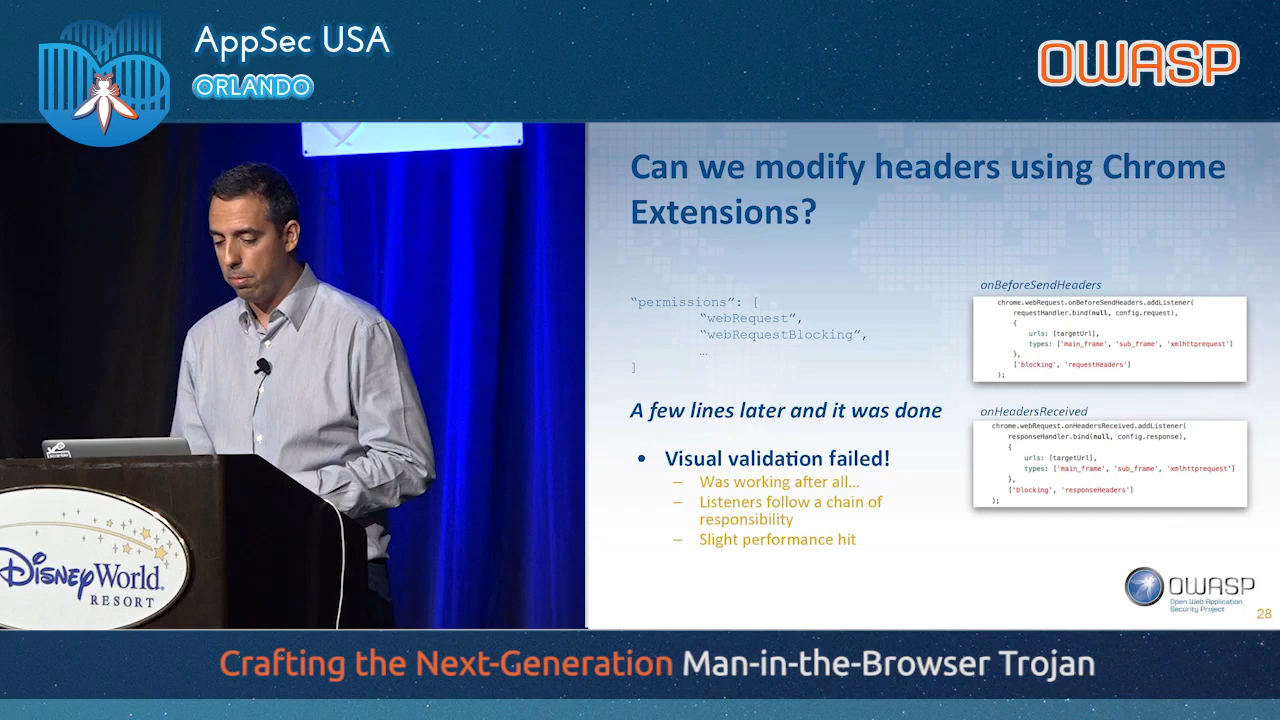 AppSec USA
ORLANDO
OWASP
Can we modify headers using Chrome
Extensions?
“permissions”: [
“webRequest”,
“webRequestBlocking”,
…
]
A few lines later and it was done
• Visual validation failed!
– Was working after all…
– Listeners follow a chain of
responsibility
– Slight performance hit
onBeforeSendHeaders
chrome.webRequest.onBeforeSendHeaders.addListener(
requestHandler.bind(null, config.request),
{
urls: [targetUrl],
types: ['main_frame', 'sub_frame', 'xmlhttprequest']
},
['blocking', 'requestHeaders']
);
onHeadersReceived
chrome.webRequest.onHeadersReceived.addListener(
responseHandler.bind(null, config.response),
{
urls: [targetUrl],
types: ['main_frame', 'sub_frame', 'xmlhttprequest']
},
['blocking', 'responseHeaders']
);
OWASP
Open Web Application
Security Project
28
DISNEYWorld.
RESORT
Crafting the Next-Generation Man-in-the-Browser Trojan